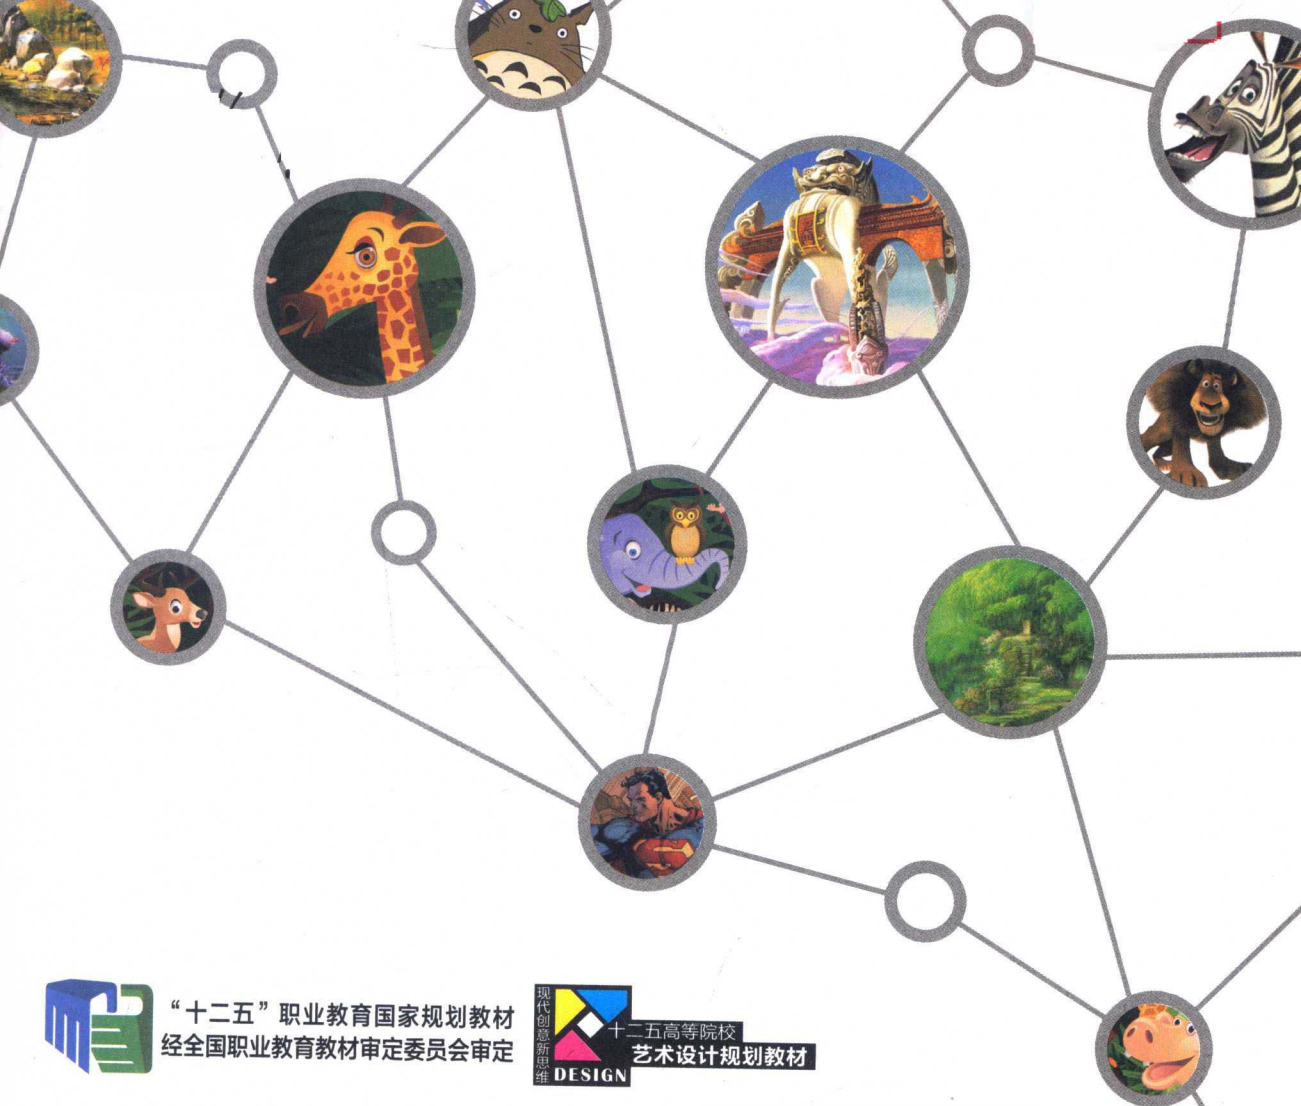 “十二五”职业教育国家规划教材
经全国职业教育教材审定委员会审定
现代创意新思维
十二五高等院校
艺术设计规划教材
DESIGN